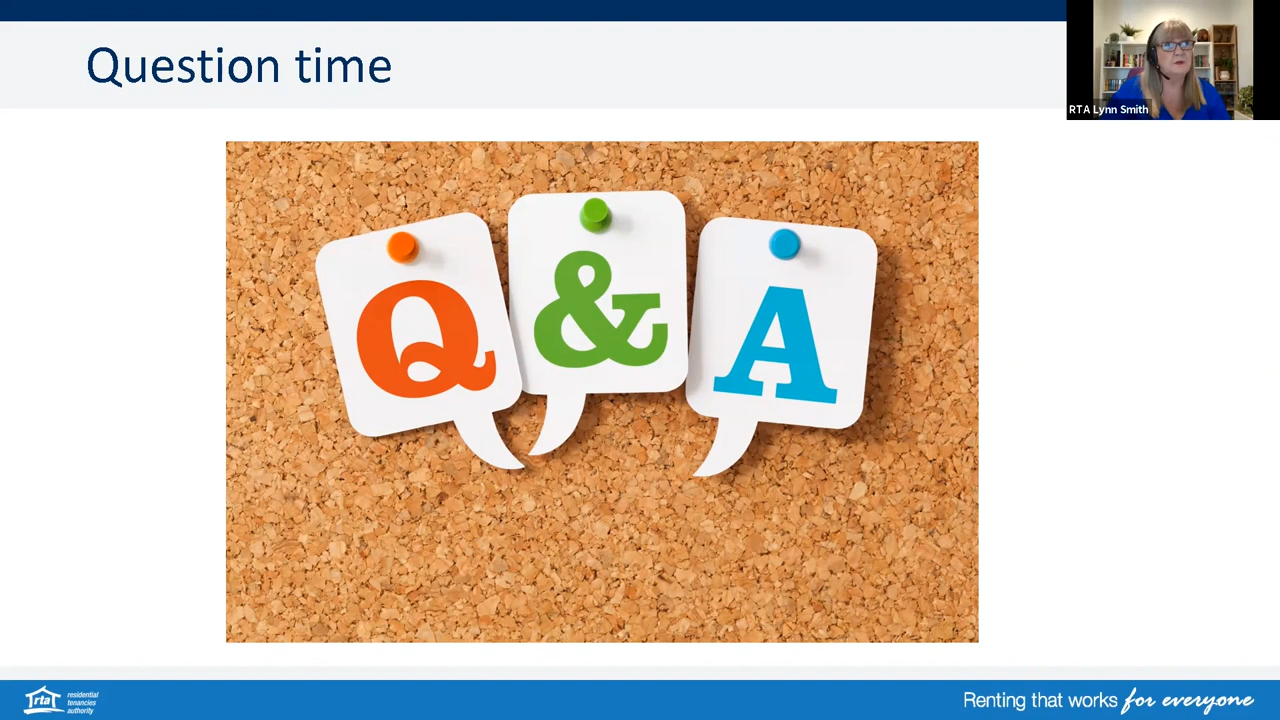 Question time
RTA Lynn Smith
Q & A
rta
residential
tenancies
authority
Renting that works for everyone